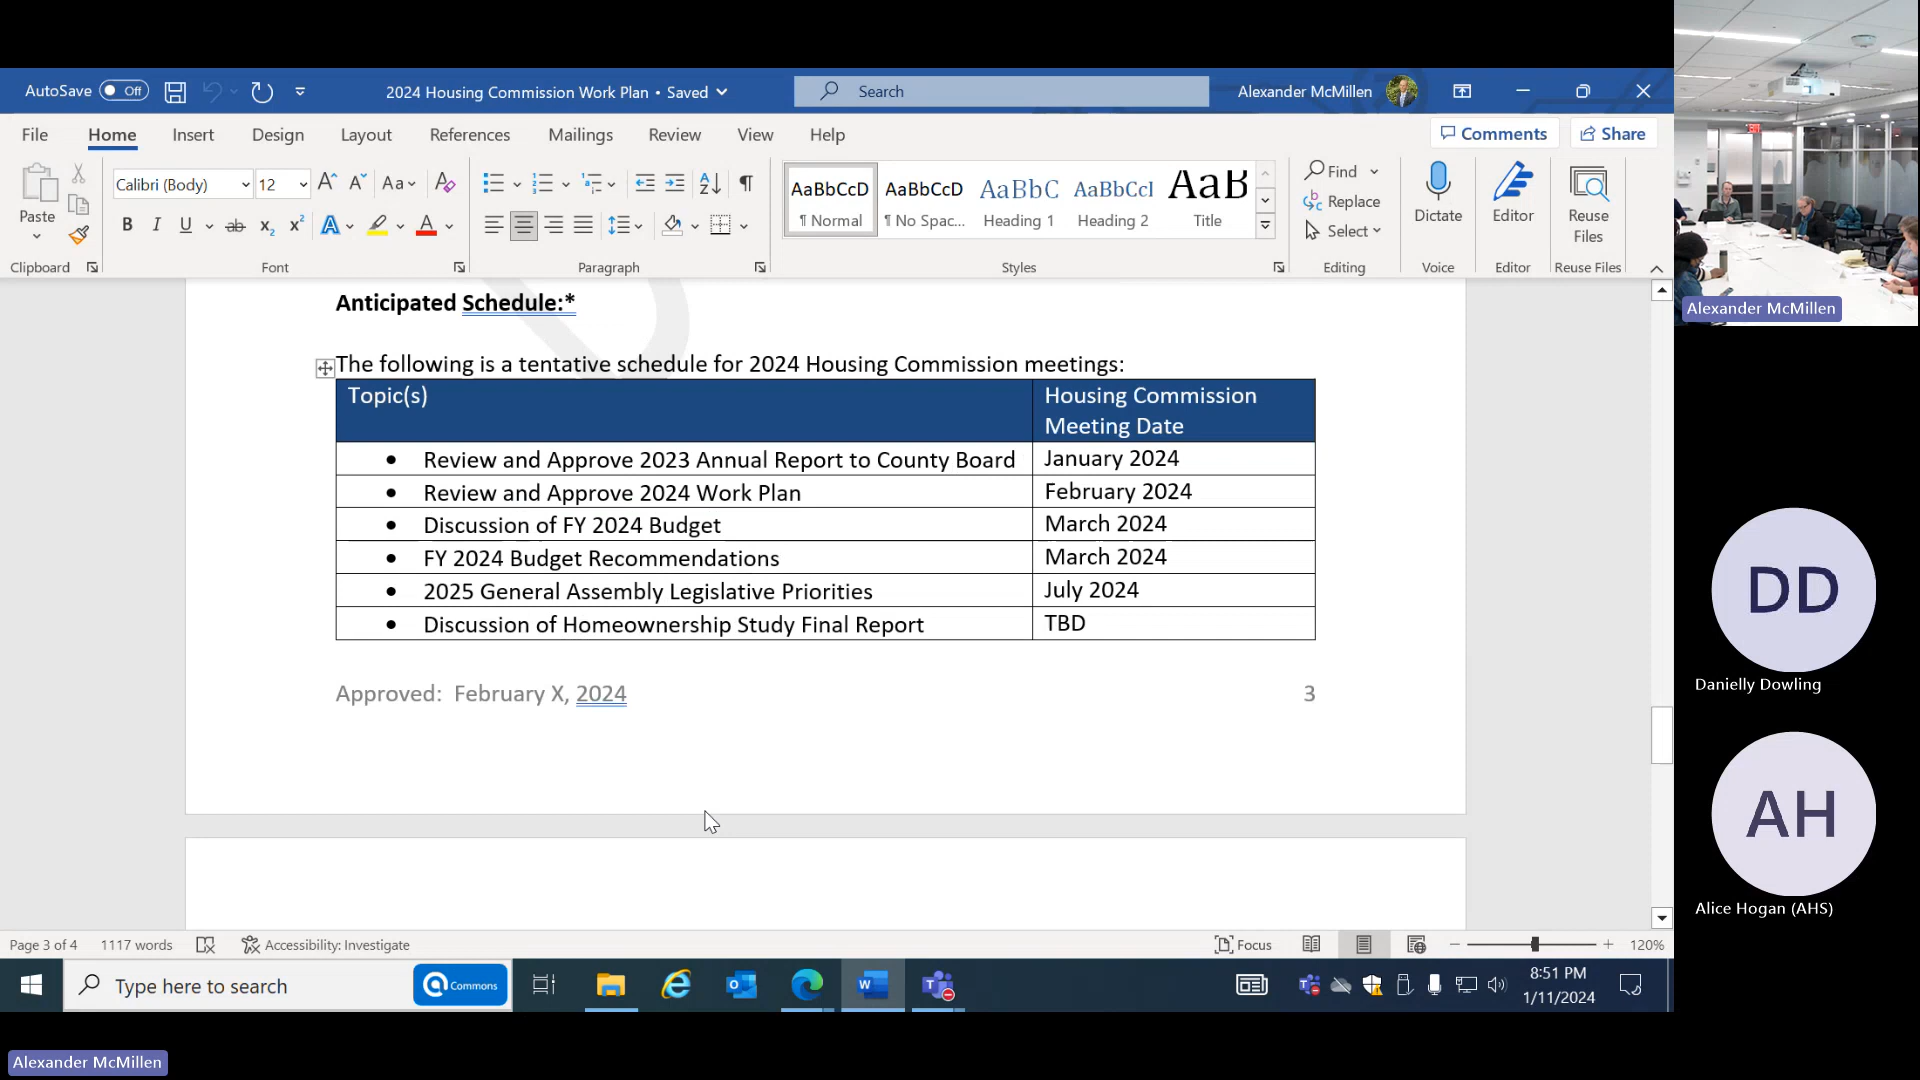 AutoSave Off
2024 Housing Commission Work Plan • Saved
Search
Alexander McMillen
File Home Insert Design Layout References Mailings Review View Help
Comments
Share
Paste
Calibri (Body)
12
Aa
AaBbCcD
¶ Normal
AaBbCcD
¶ No Spac...
AaBbC
Heading 1
AaBbCcI
Heading 2
AaB
Title
Find
Replace
Select
Dictate
Editor
Reuse
Files
Clipboard
Font
Paragraph
Styles
Editing
Voice
Editor
Reuse Files
Anticipated Schedule:*
The following is a tentative schedule for 2024 Housing Commission meetings:
Topic(s)
Housing Commission
Meeting Date
• Review and Approve 2023 Annual Report to County Board January 2024
• Review and Approve 2024 Work Plan February 2024
• Discussion of FY 2024 Budget March 2024
• FY 2024 Budget Recommendations March 2024
• 2025 General Assembly Legislative Priorities July 2024
• Discussion of Homeownership Study Final Report TBD
Approved: February X, 2024 3
Page 3 of 4 1117 words Accessibility: Investigate
Focus
120%
Type here to search
Commons
8:51 PM
1/11/2024
Alexander McMillen
DD
Danielly Dowling
AH
Alice Hogan (AHS)
Alexander McMillen